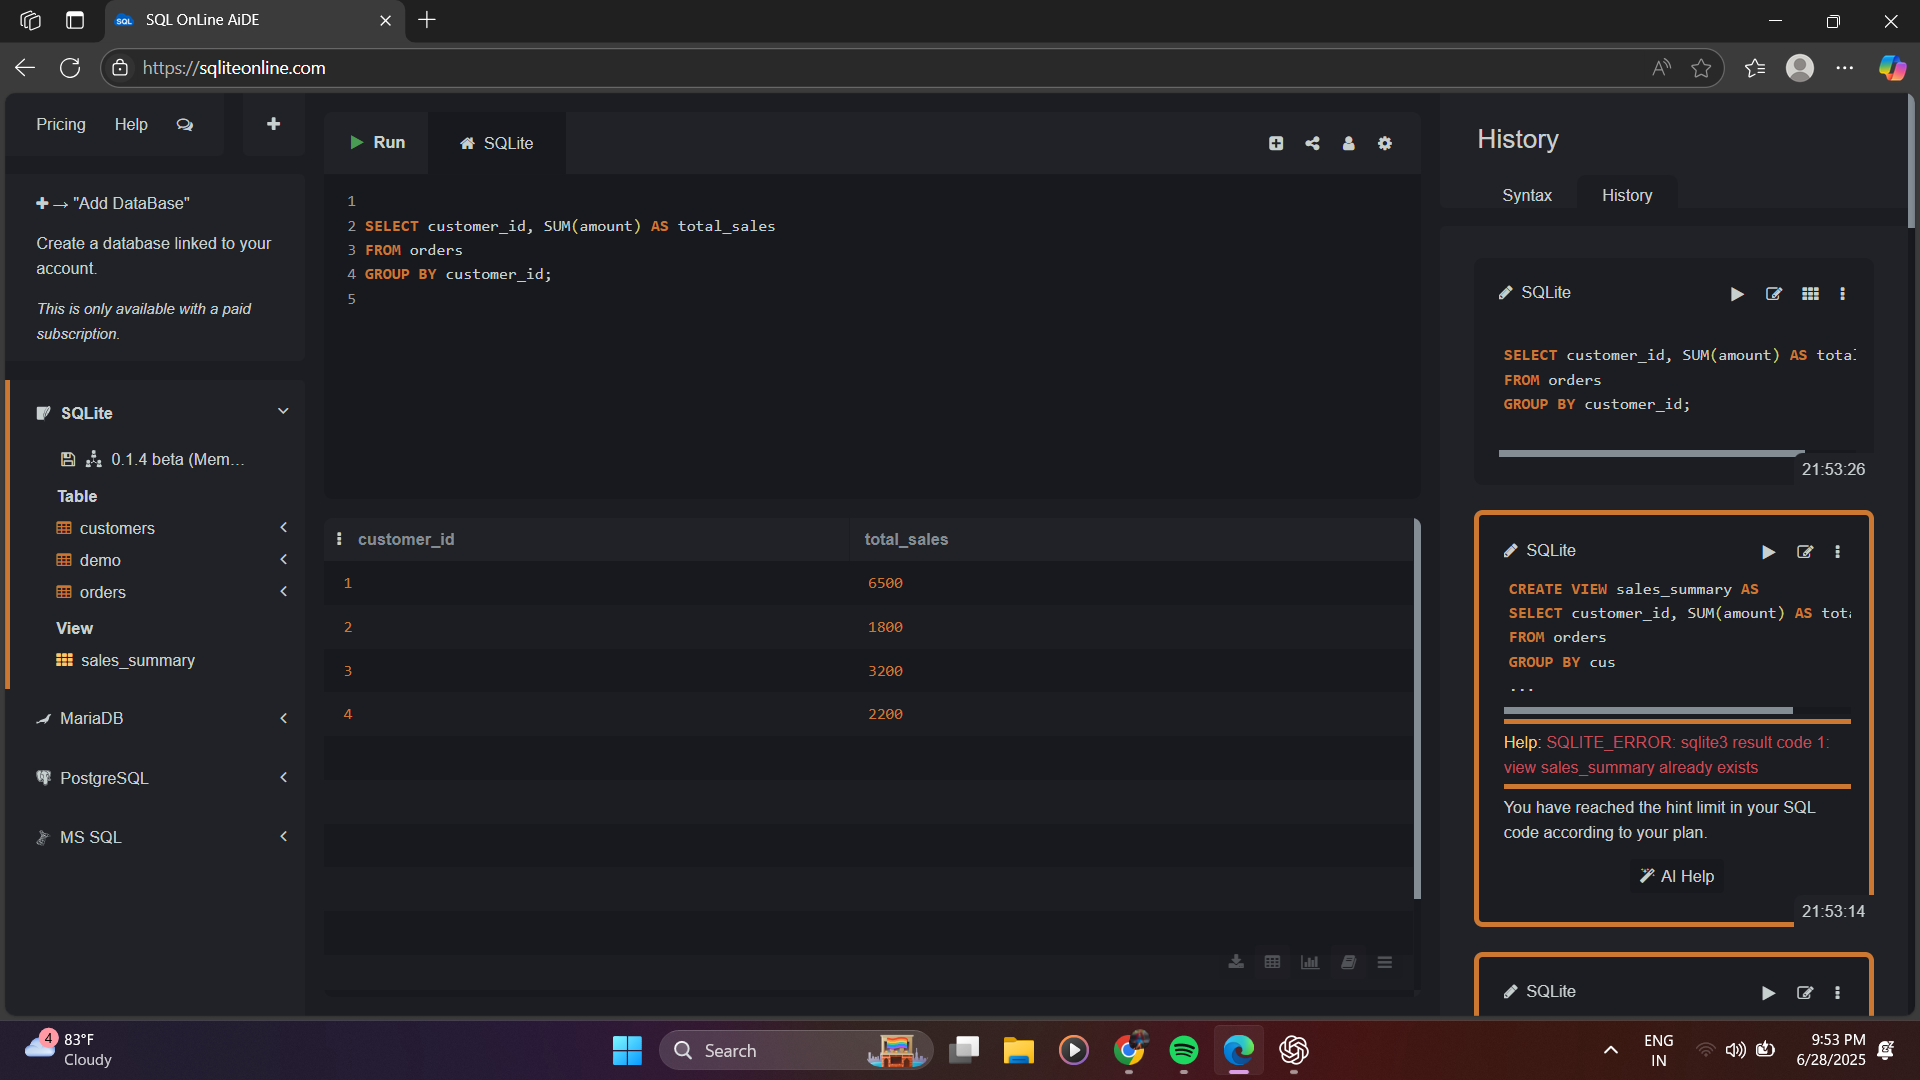 SQL OnLine AiDE
https://sqliteonline.com
Pricing
Help
Run
SQLite
"Add DataBase"
Create a database linked to your
account.
This is only available with a paid
subscription.
SQLite
0.1.4 beta (Mem...
Table
customers
demo
orders
View
sales_summary
MariaDB
PostgreSQL
MS SQL
1
2 SELECT customer_id, SUM(amount) AS total_sales
3 FROM orders
4 GROUP BY customer_id;
5
customer_id total_sales
1 6500
2 1800
3 3200
4 2200
History
Syntax
History
SQLite
SELECT customer_id, SUM(amount) AS total
FROM orders
GROUP BY customer_id;
21:53:26
SQLite
CREATE VIEW sales_summary AS
SELECT customer_id, SUM(amount) AS tota
FROM orders
GROUP BY cus
...
Help: SQLITE_ERROR: sqlite3 result code 1:
view sales_summary already exists
You have reached the hint limit in your SQL
code according to your plan.
AI Help
21:53:14
SQLite
4
83°F
Cloudy
Search
ENG
IN
9:53 PM
6/28/2025